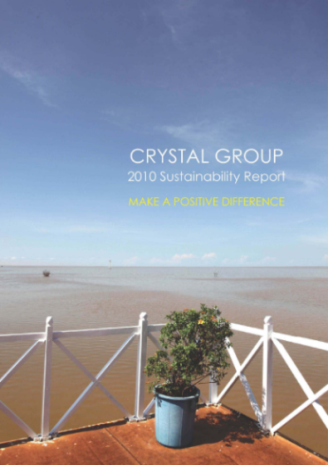 CRYSTAL GROUP
2010 Sustainability Report
MAKE A POSITIVE DIFFERENCE